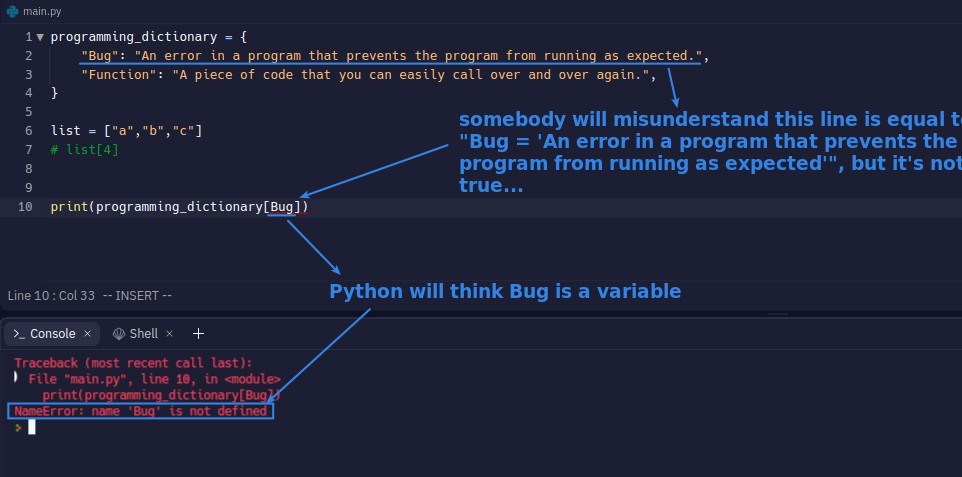 main.py
1 programming_dictionary = {
2 "Bug": "An error in a program that prevents the program from running as expected.",
3 "Function": "A piece of code that you can easily call over and over again.",
4 }
5
somebody will misunderstand this line is equal to
6 list = ["a","b","c"]
"Bug = 'An error in a program that prevents the
7 # list[4]
program from running as expected'", but it's not
8
true...
9
10 print(programming_dictionary[Bug])
Python will think Bug is a variable
Line 10 : Col 33 -- INSERT --
>_ Console × Shell × +
Traceback (most recent call last):
File "main.py", line 10, in <module>
print(programming_dictionary[Bug])
NameError: name 'Bug' is not defined
>